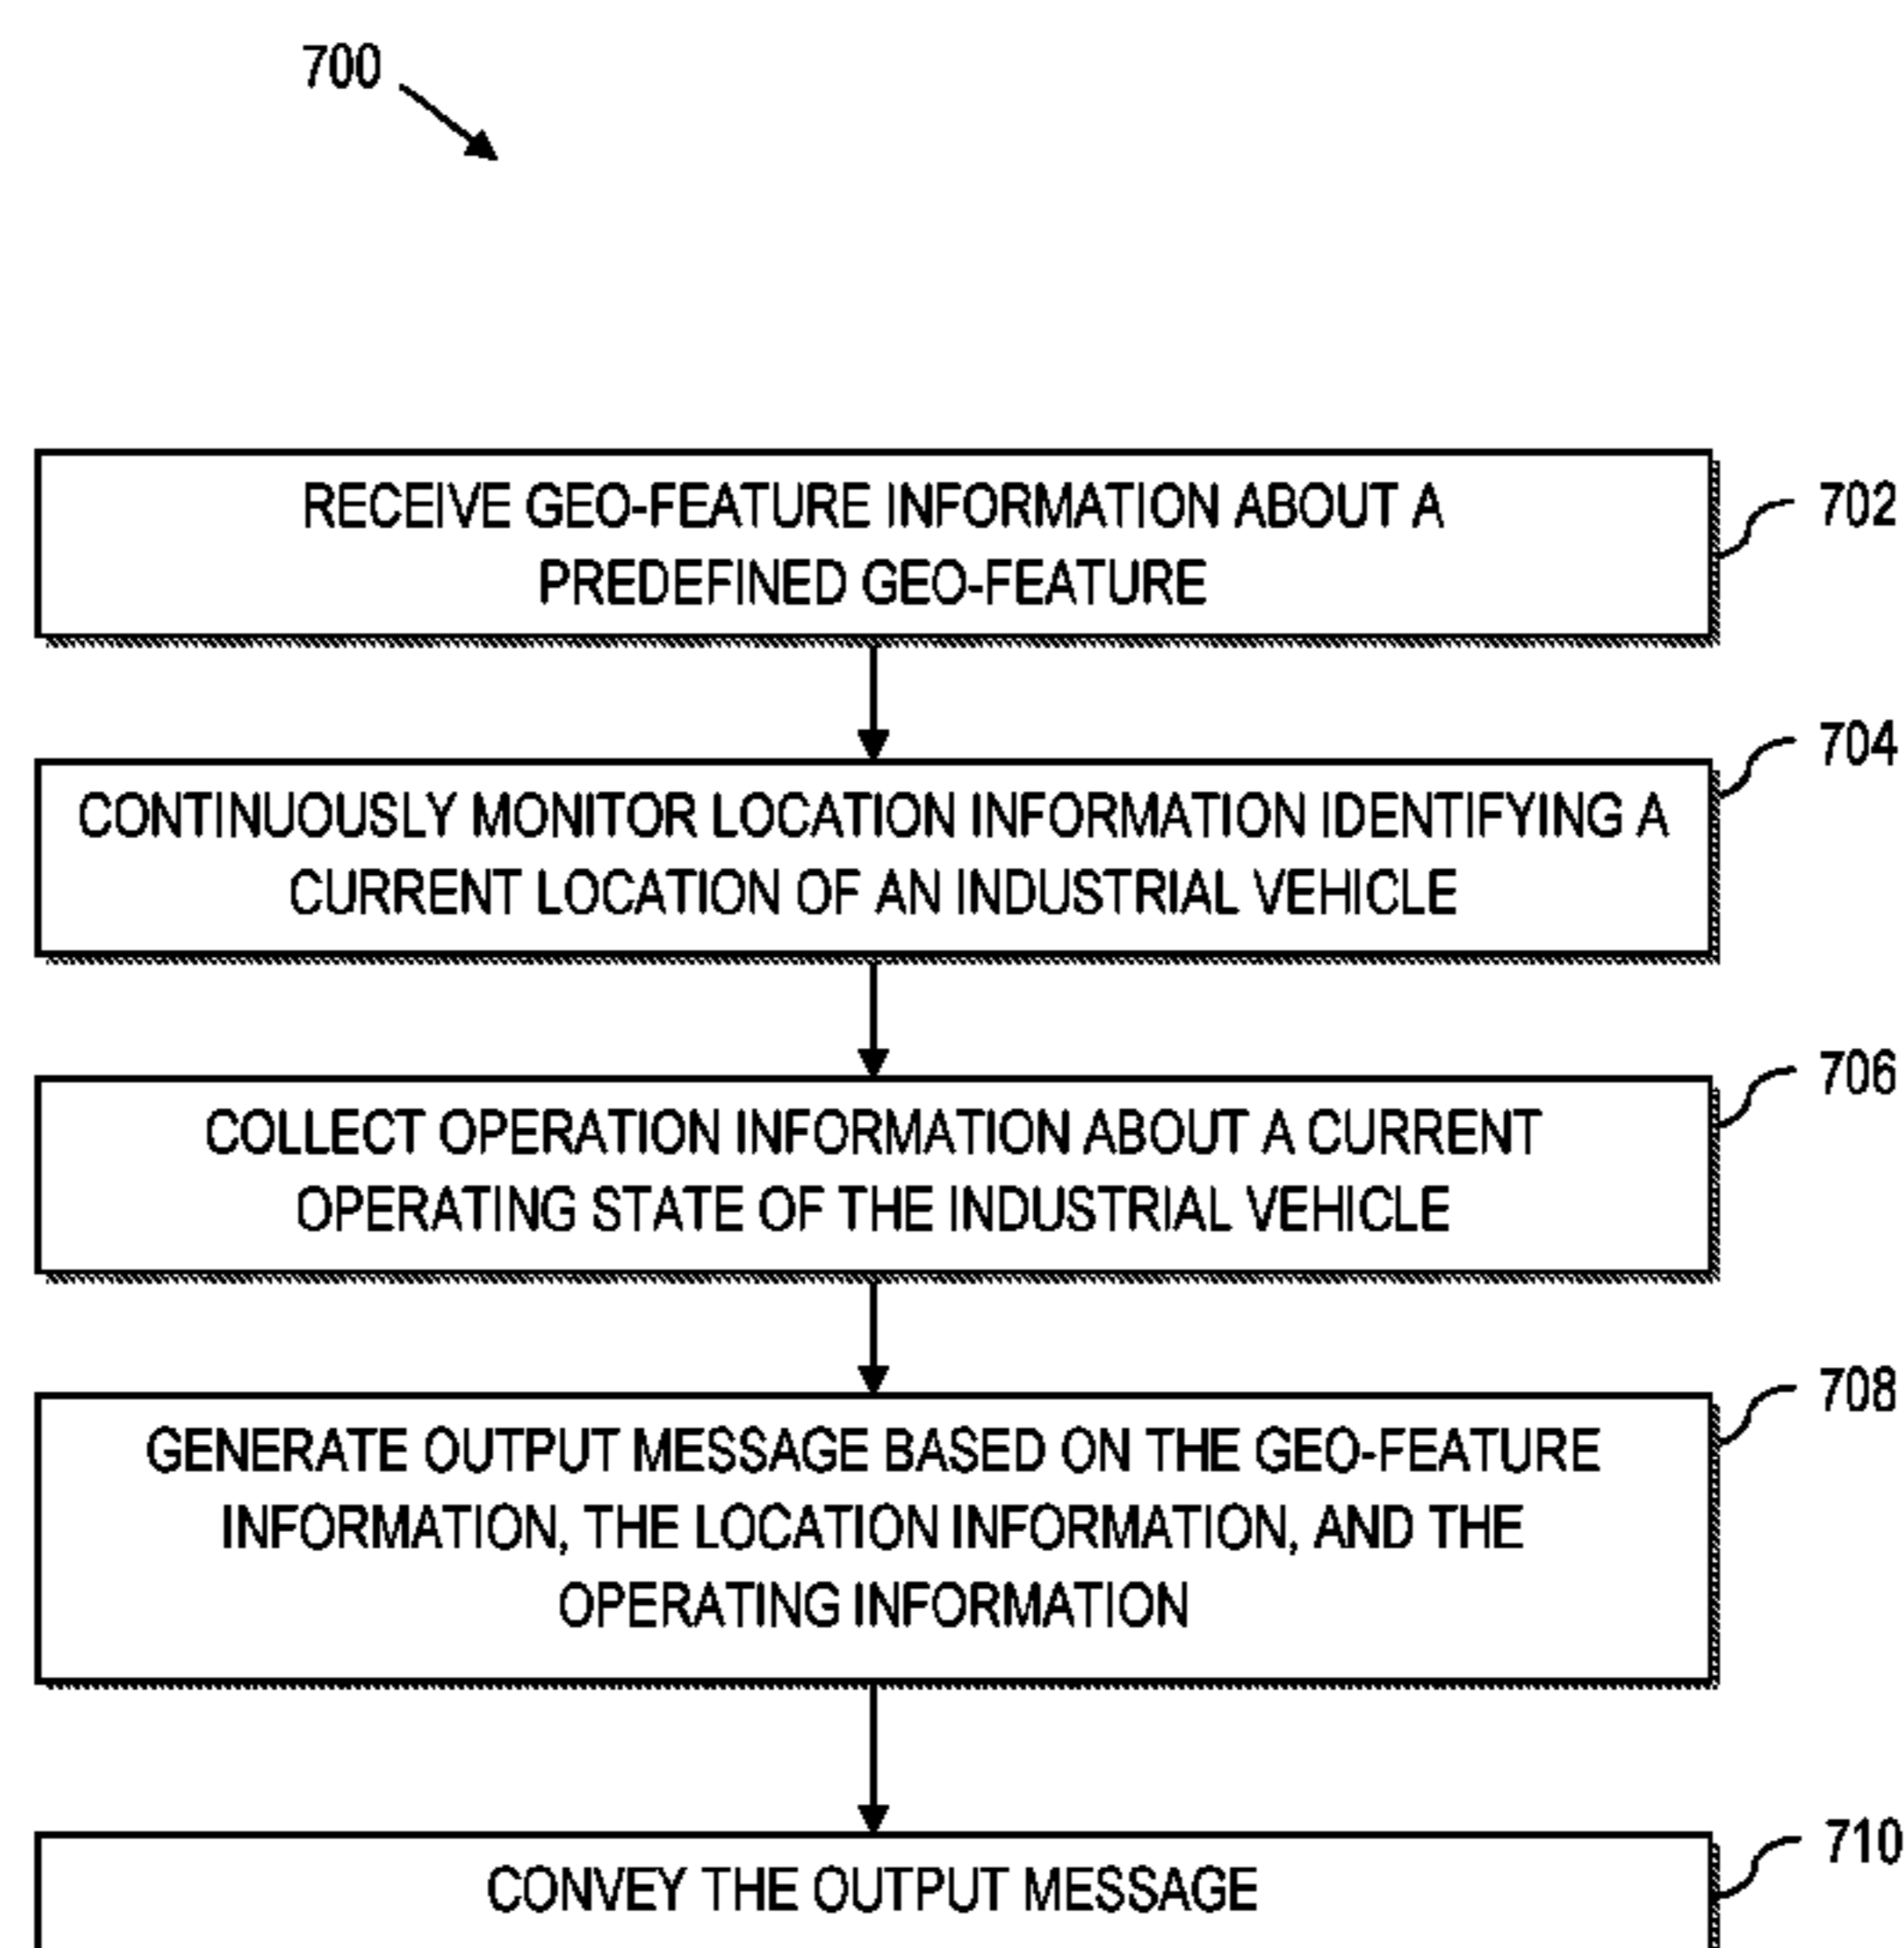 700
RECEIVE GEO-FEATURE INFORMATION ABOUT A
PREDEFINED GEO-FEATURE
702
CONTINUOUSLY MONITOR LOCATION INFORMATION IDENTIFYING A
CURRENT LOCATION OF AN INDUSTRIAL VEHICLE
704
COLLECT OPERATION INFORMATION ABOUT A CURRENT
OPERATING STATE OF THE INDUSTRIAL VEHICLE
706
GENERATE OUTPUT MESSAGE BASED ON THE GEO-FEATURE
INFORMATION, THE LOCATION INFORMATION, AND THE
OPERATING INFORMATION
708
CONVEY THE OUTPUT MESSAGE
710